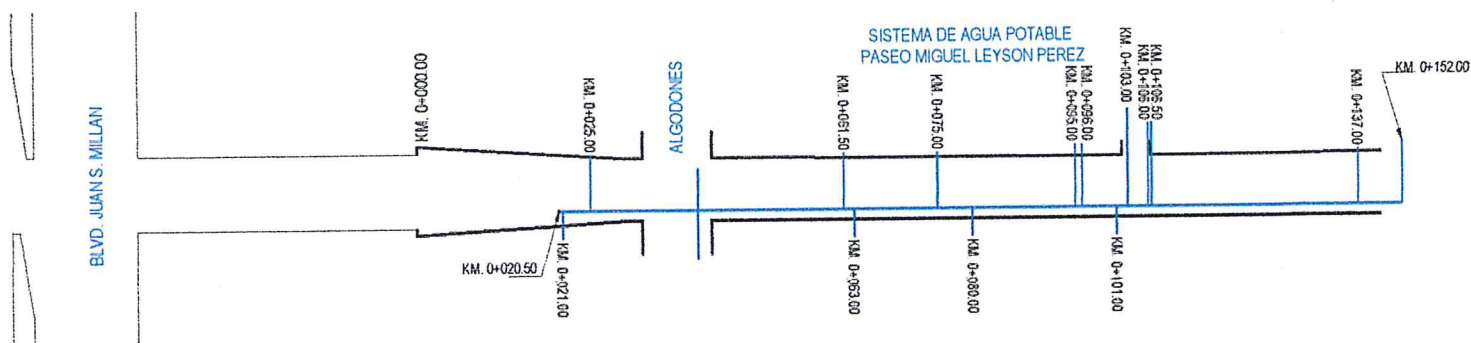 BLVD. JUAN S. MILLAN
KM. 0+000.00
KM. 0+020.50
KM. 0+021.00
KM. 0+025.00
ALGODONES
SISTEMA DE AGUA POTABLE
PASEO MIGUEL LEYSON PEREZ
KM. 0+061.50
KM. 0+063.00
KM. 0+075.00
KM. 0+080.00
KM. 0+095.00
KM. 0+096.00
KM. 0+101.00
KM. 0+103.00
KM. 0+106.00
KM. 0+106.50
KM. 0+137.00
KM. 0+152.00